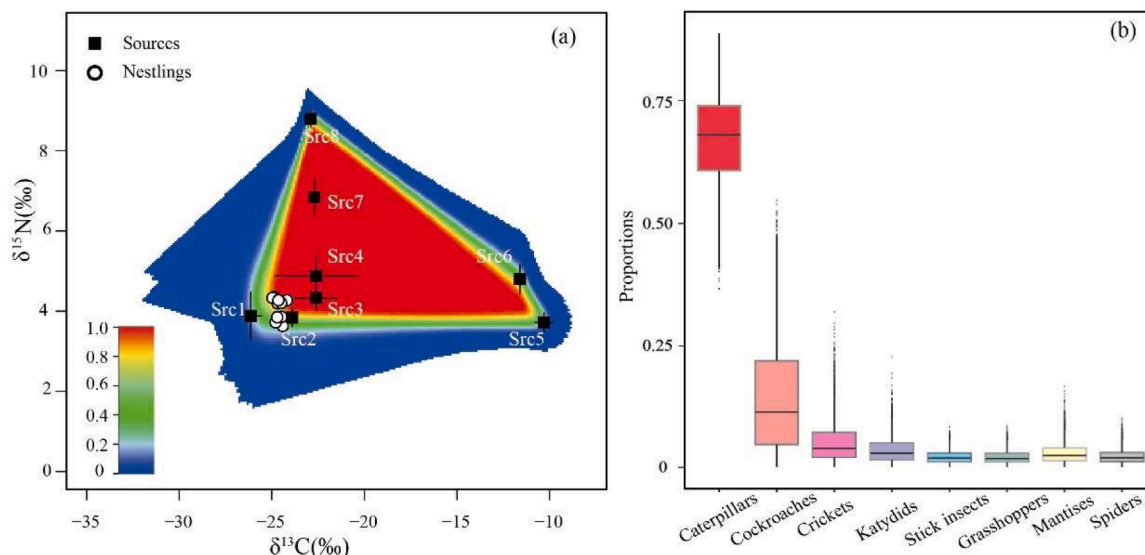 (a)
Sources
Nestlings
10
8
6
4
2
0
δ¹⁵N(‰)
Src8
Src7
Src4
Src6
Src1
Src3
Src2
Src5
1.0
0.8
0.6
0.4
0.2
0
−35
−30
−25
−20
−15
−10
δ¹³C(‰)
(b)
0.75
0.50
0.25
0
Proportions
Caterpillars
Cockroaches
Crickets
Katydids
Stick insects
Grasshoppers
Mantises
Spiders